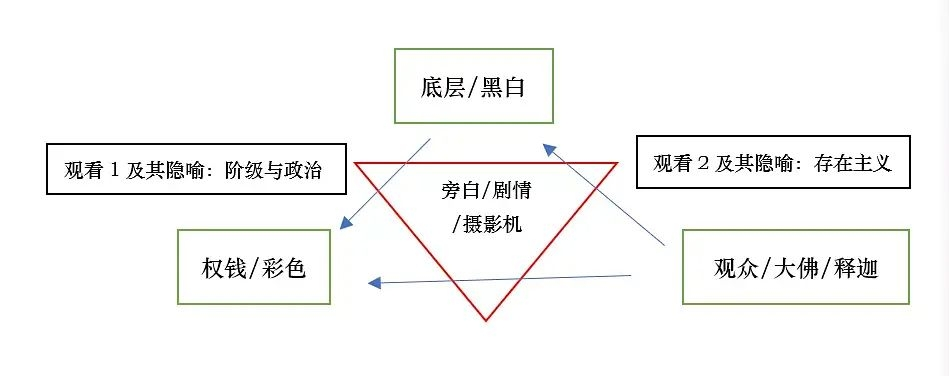 底层/黑白
观看 1 及其隐喻：阶级与政治
观看 2 及其隐喻：存在主义
旁白/剧情
/摄影机
权钱/彩色
观众/大佛/释迦